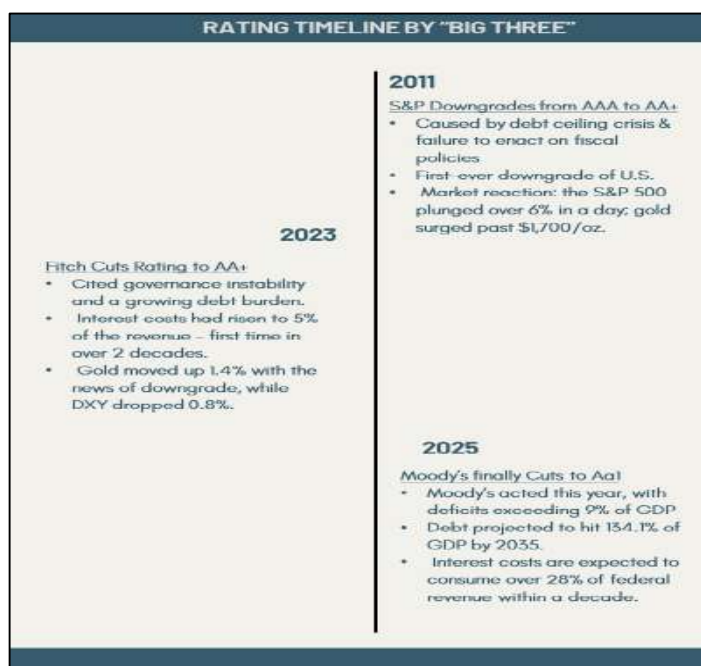 RATING TIMELINE BY "BIG THREE"
2011
S&P Downgrades from AAA to AA+
• Caused by debt ceiling crisis &
failure to enact on fiscal
policies
• First-ever downgrade of U.S.
• Market reaction: the S&P 500
plunged over 6% in a day; gold
surged past $1,700/oz.
2023
Fitch Cuts Rating to AA+
• Cited governance instability
and a growing debt burden.
• Interest costs had risen to 5%
of the revenue – first time in
over 2 decades.
• Gold moved up 1.4% with the
news of downgrade, while
DXY dropped 0.8%.
2025
Moody's finally Cuts to Aa1
• Moody's acted this year, with
deficits exceeding 9% of GDP
• Debt projected to hit 134.1% of
GDP by 2035.
• Interest costs are expected to
consume over 28% of federal
revenue within a decade.